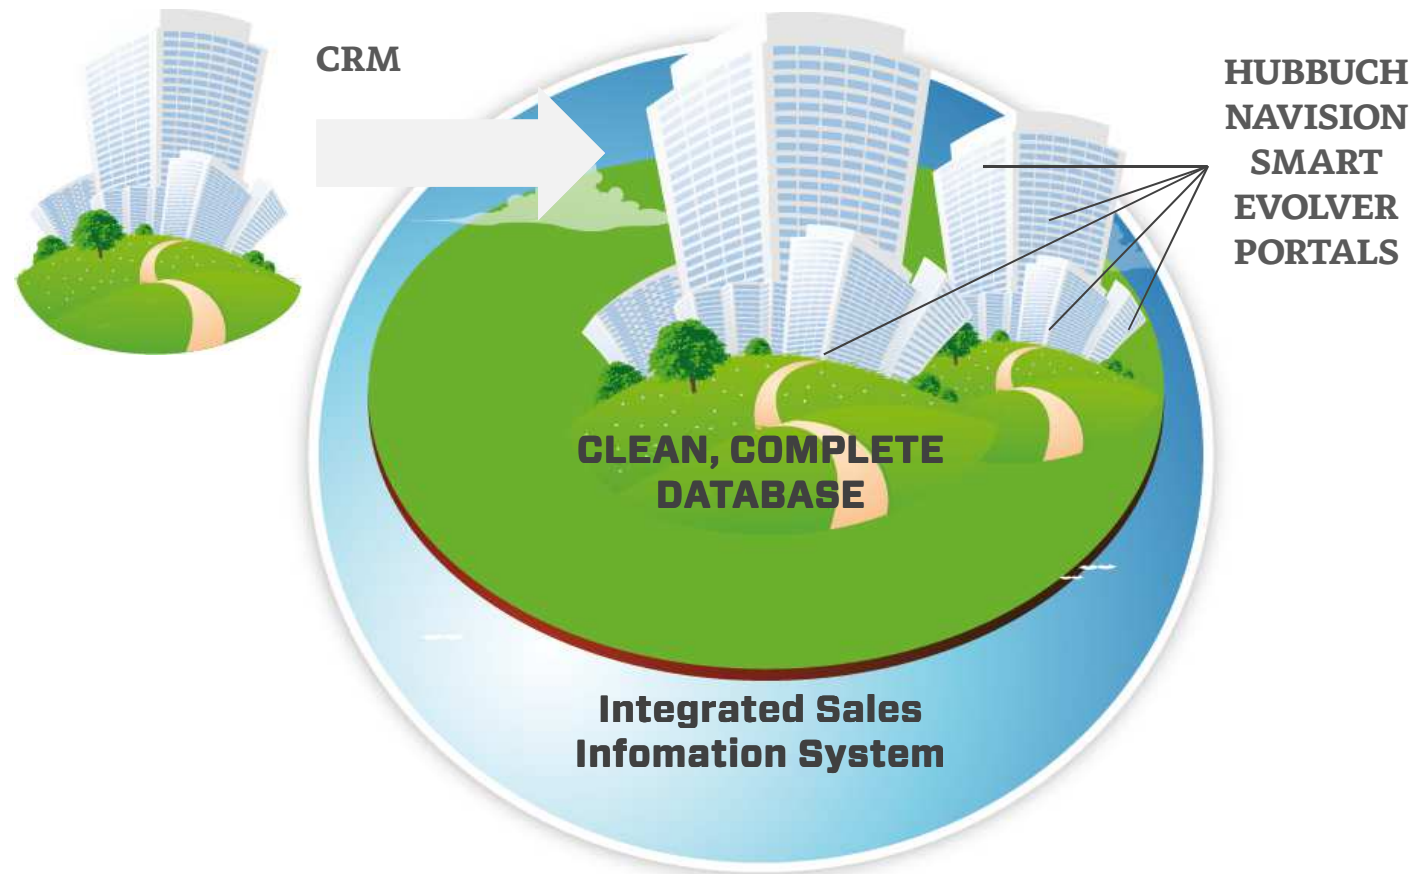 CRM
HUBBUCH
NAVISION
SMART
EVOLVER
PORTALS
CLEAN, COMPLETE
DATABASE
Integrated Sales
Infomation System